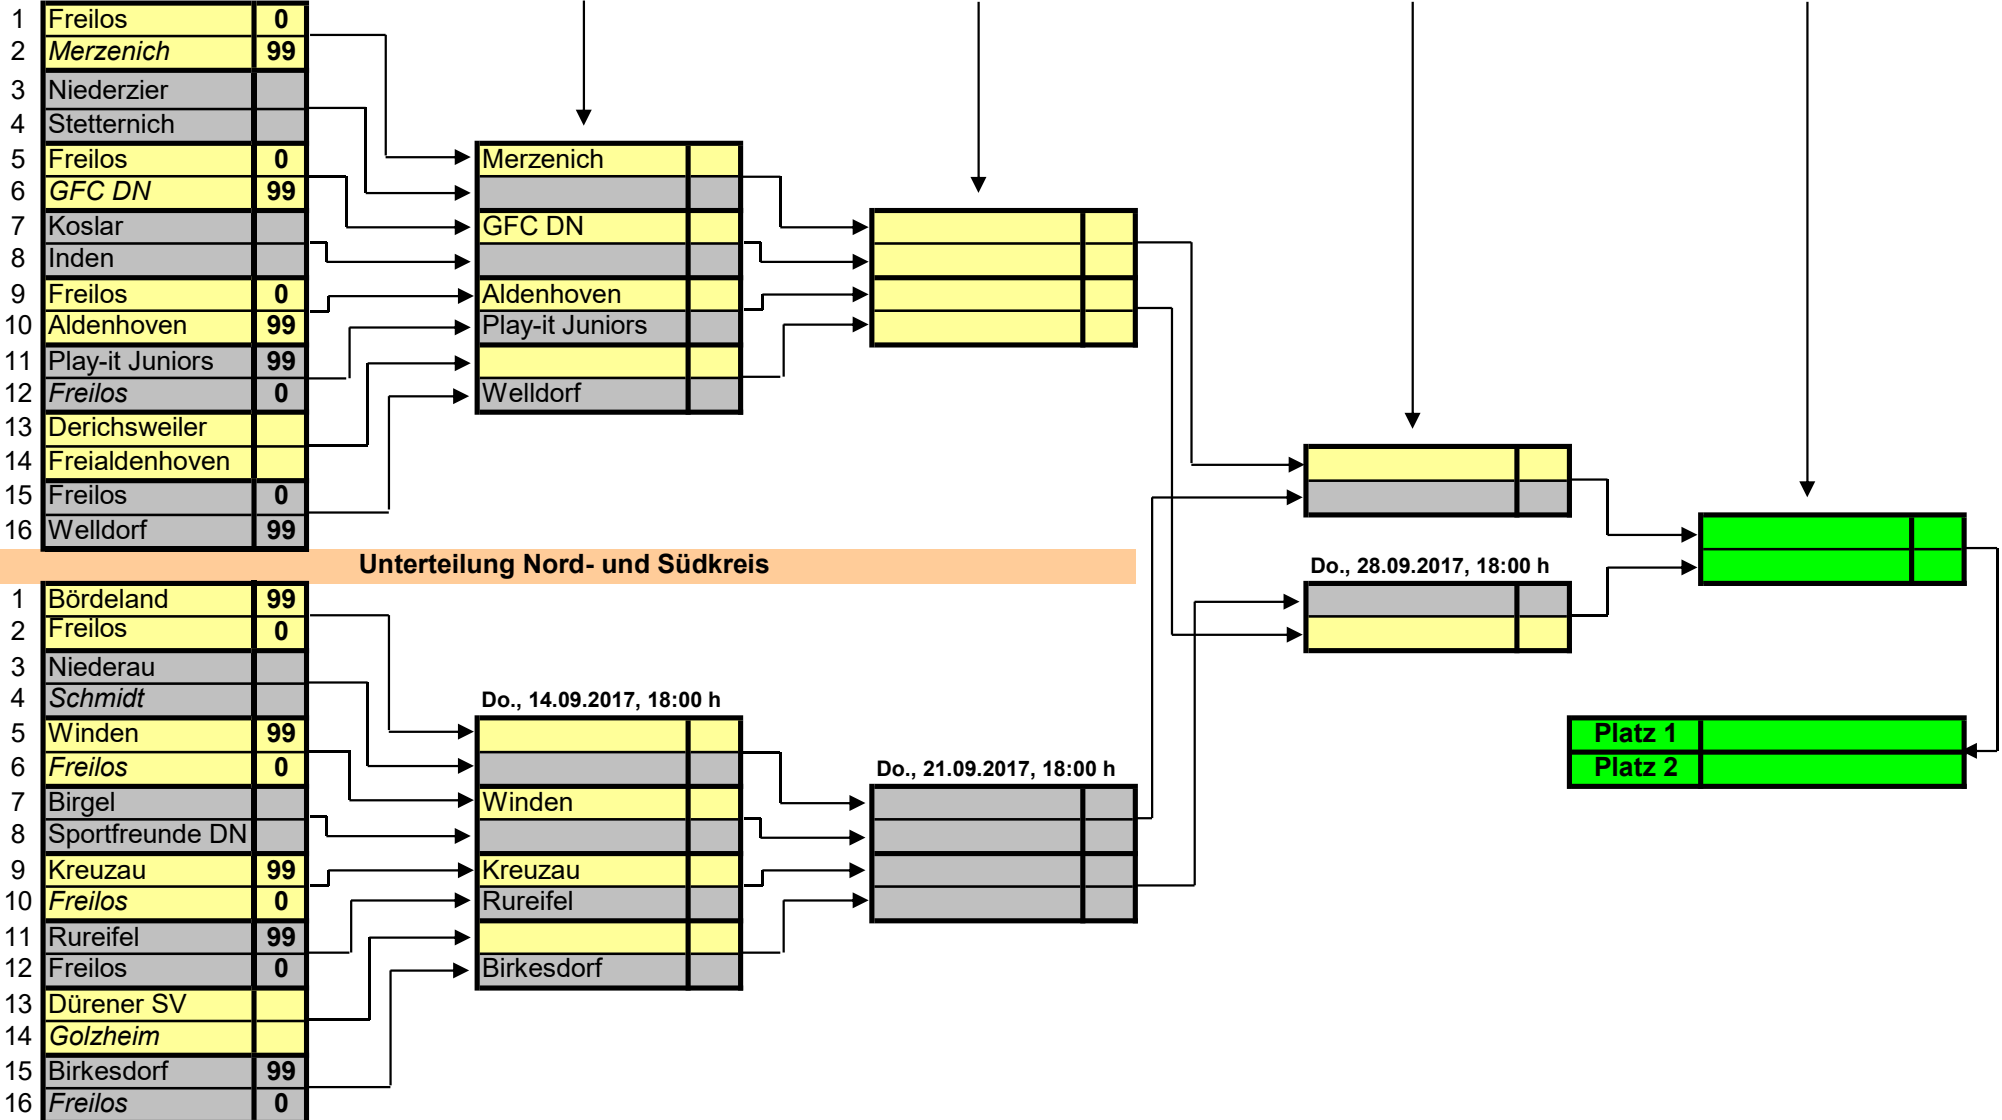 1 Freilos 0
2 Merzenich 99
3 Niederzier
4 Stetternich
5 Freilos 0
6 GFC DN 99
7 Koslar
8 Inden
9 Freilos 0
10 Aldenhoven 99
11 Play-it Juniors 99
12 Freilos 0
13 Derichsweiler
14 Freialdenhoven
15 Freilos 0
16 Welldorf 99
Merzenich
GFC DN
Aldenhoven
Play-it Juniors
Welldorf
Unterteilung Nord- und Südkreis
1 Bördeland 99
2 Freilos 0
3 Niederau
4 Schmidt
5 Winden 99
6 Freilos 0
7 Birgel
8 Sportfreunde DN
9 Kreuzau 99
10 Freilos 0
11 Rureifel 99
12 Freilos 0
13 Dürener SV
14 Golzheim
15 Birkesdorf 99
16 Freilos 0
Do., 14.09.2017, 18:00 h
Winden
Kreuzau
Rureifel
Birkesdorf
Do., 21.09.2017, 18:00 h
Do., 28.09.2017, 18:00 h
Platz 1
Platz 2